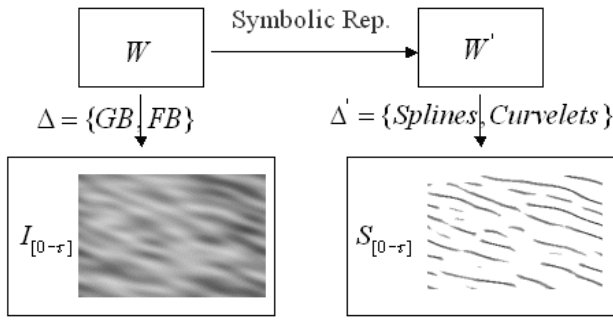 Symbolic Rep.
W
W'
Δ = {GB, FB}
Δ' = {Splines, Curvelets}
I[0-τ]
S[0-τ]